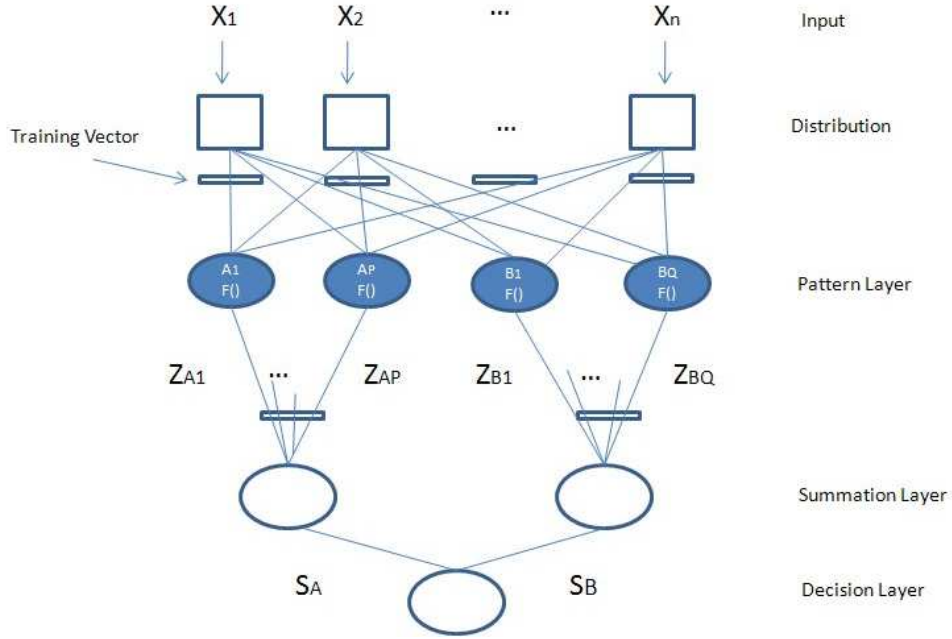 X1 X2 ... Xn Input
Training Vector
... Distribution
A1 AP B1 BQ
F() F() F() F()
Pattern Layer
ZA1 ... ZAP ZB1 ... ZBQ
Summation Layer
SA SB Decision Layer